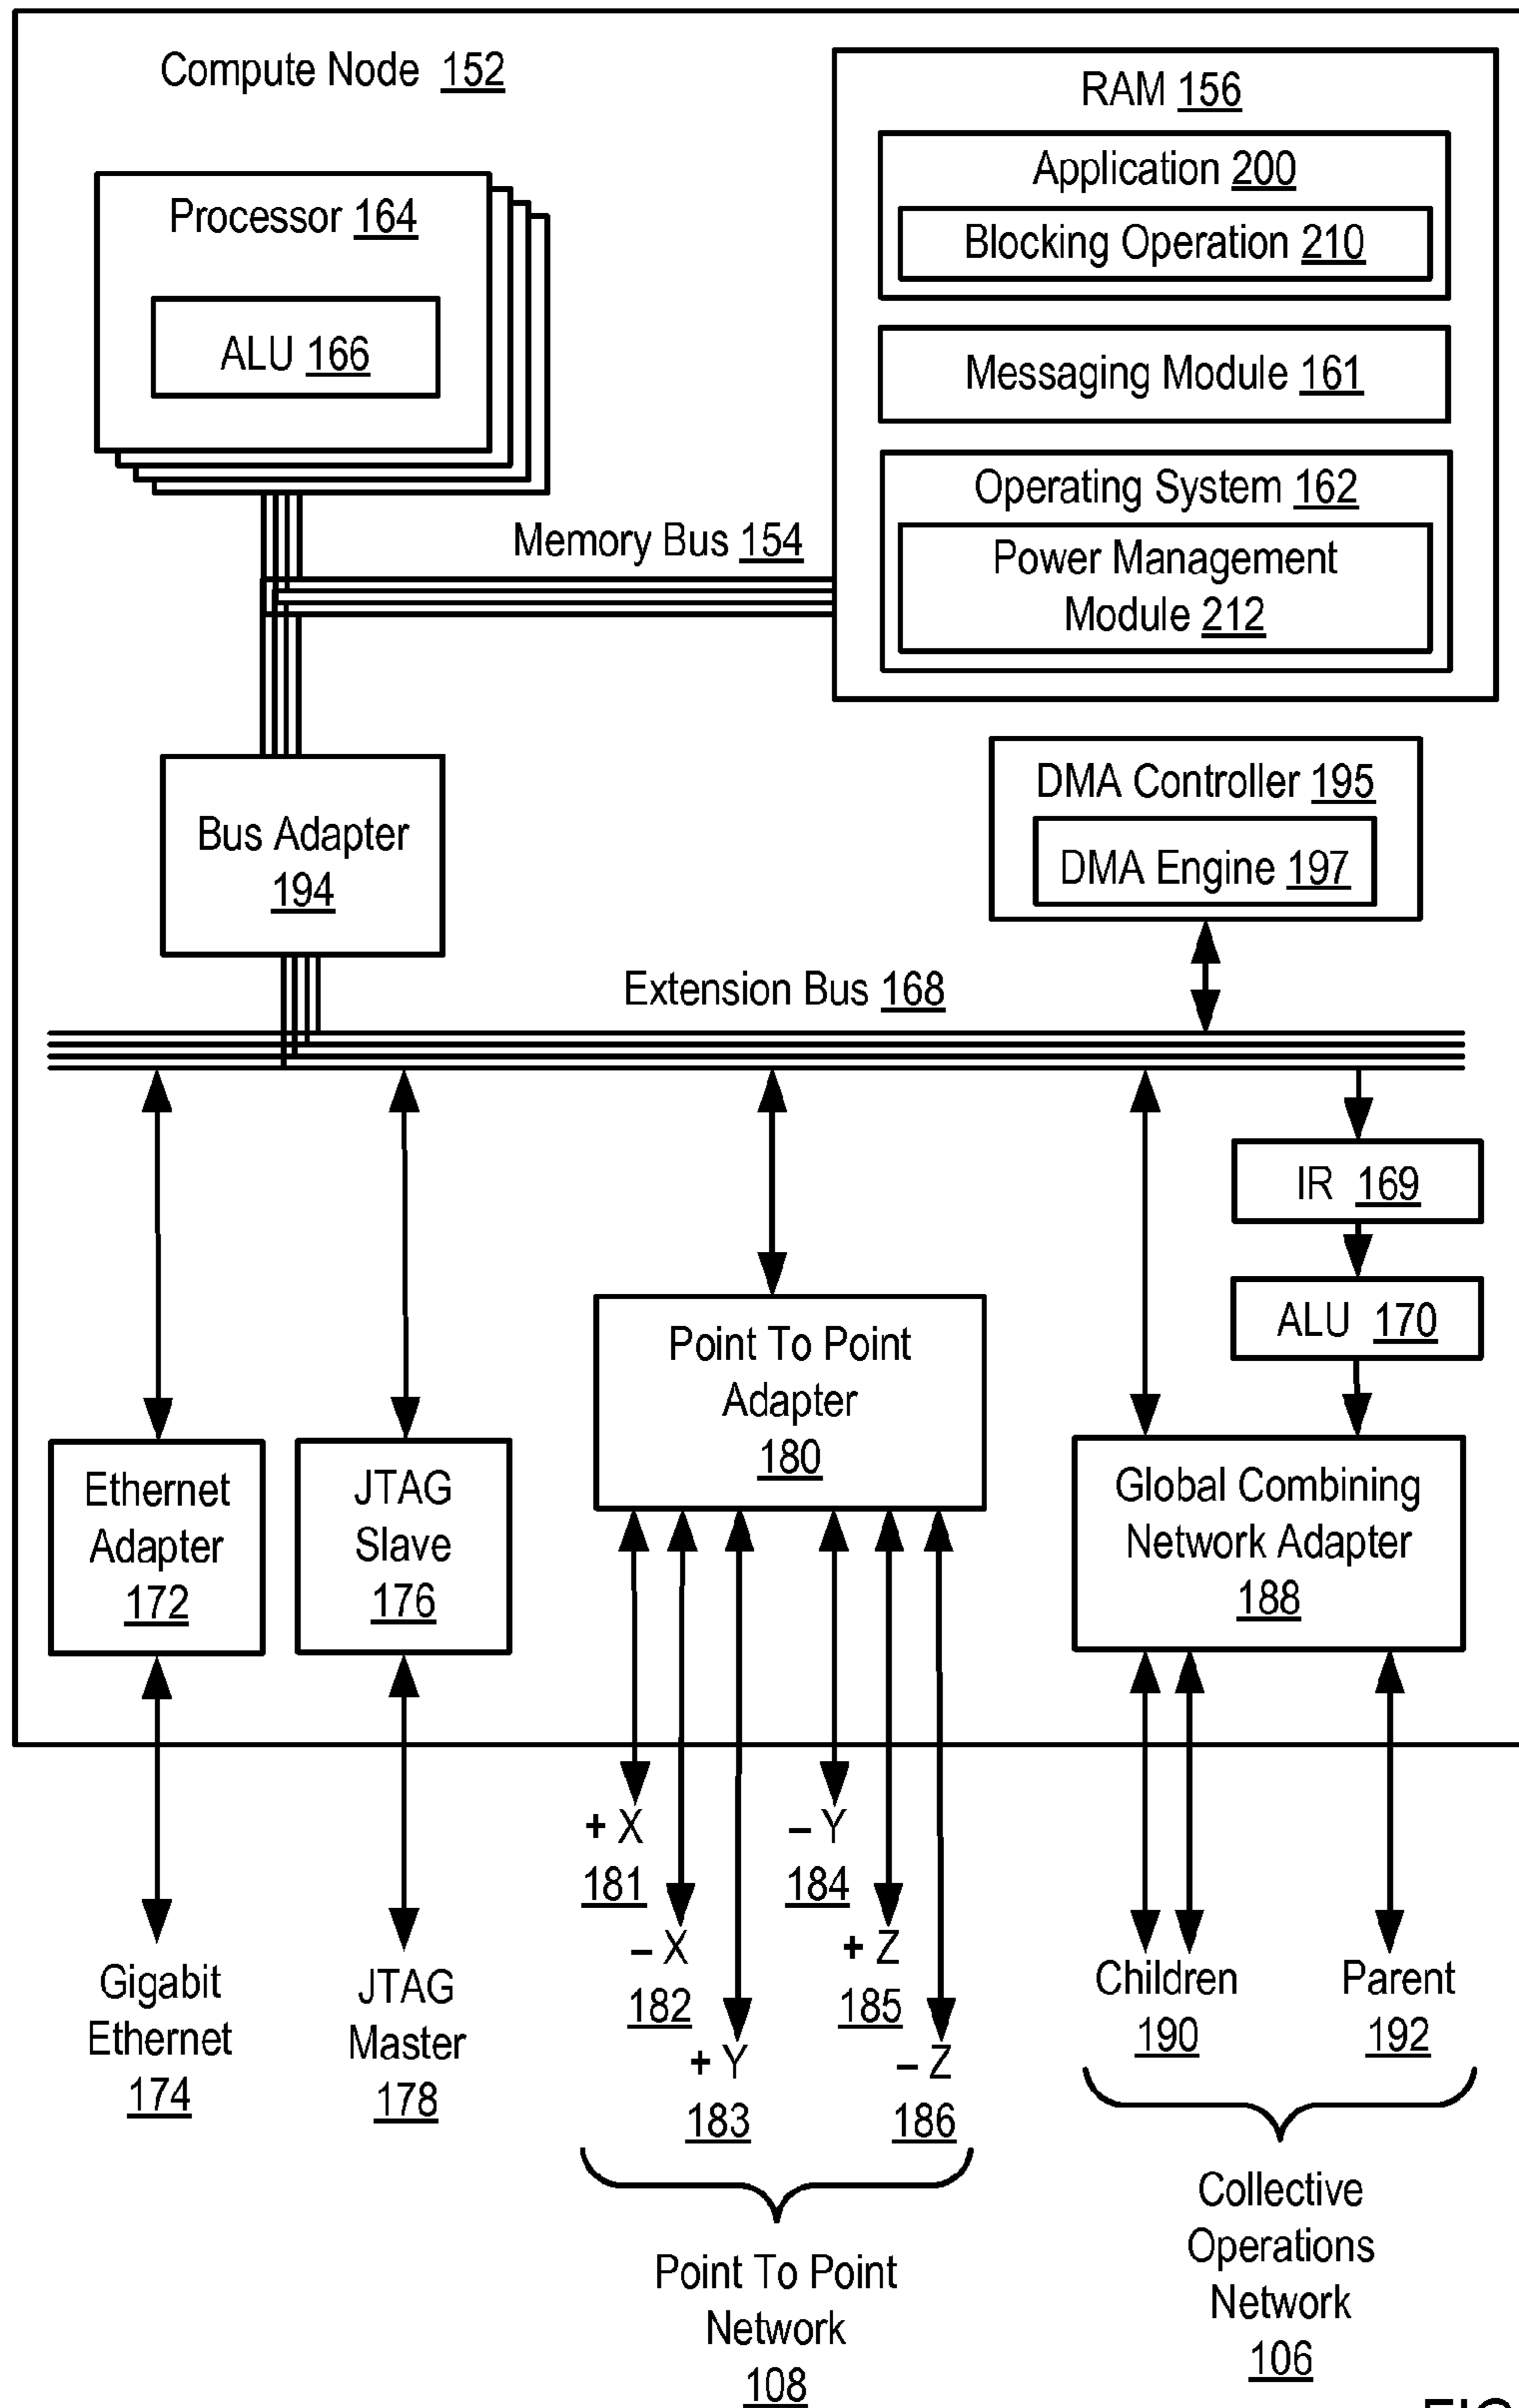 Compute Node 152
RAM 156
Application 200
Blocking Operation 210
Processor 164
ALU 166
Messaging Module 161
Operating System 162
Power Management
Module 212
Memory Bus 154
DMA Controller 195
DMA Engine 197
Bus Adapter
194
Extension Bus 168
IR 169
ALU 170
Point To Point
Adapter
180
Ethernet
Adapter
172
JTAG
Slave
176
Global Combining
Network Adapter
188
+ X
181
– X
182
+ Y
183
– Y
184
+ Z
185
– Z
186
Gigabit
Ethernet
174
JTAG
Master
178
Children
190
Parent
192
Point To Point
Network
108
Collective
Operations
Network
106